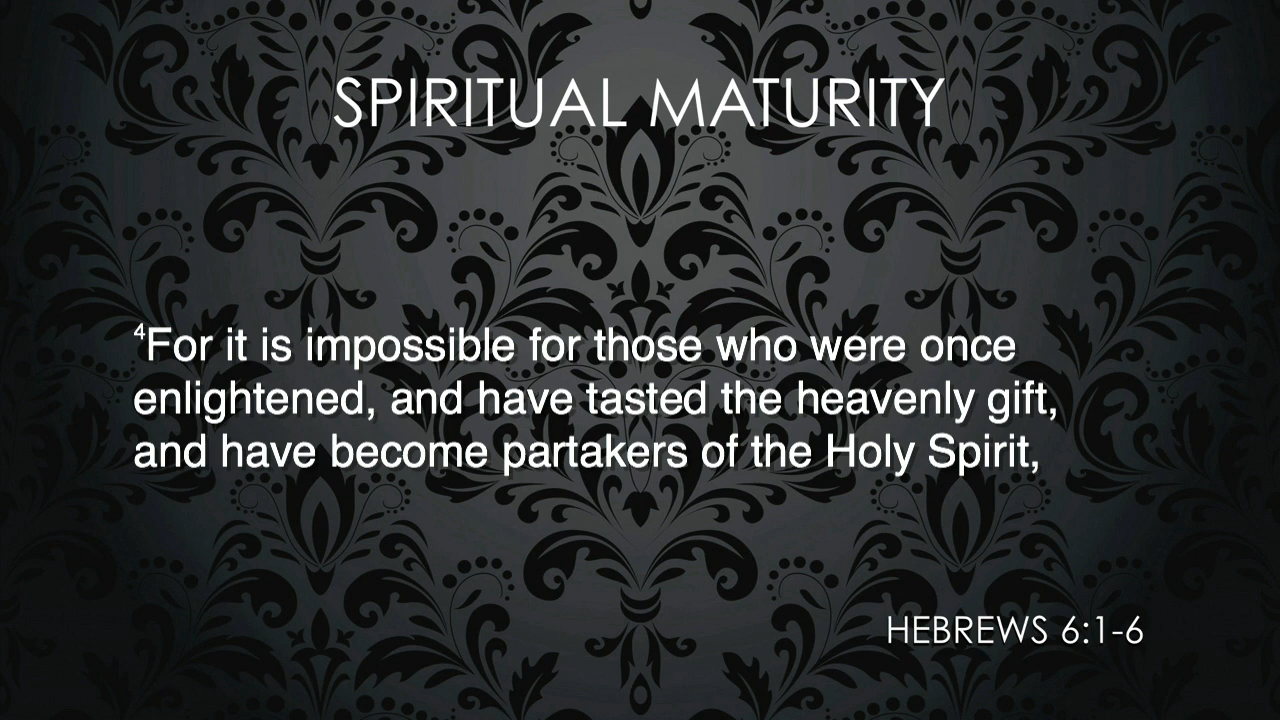 SPIRITUAL MATURITY
⁴For it is impossible for those who were once
enlightened, and have tasted the heavenly gift,
and have become partakers of the Holy Spirit,
HEBREWS 6:1-6